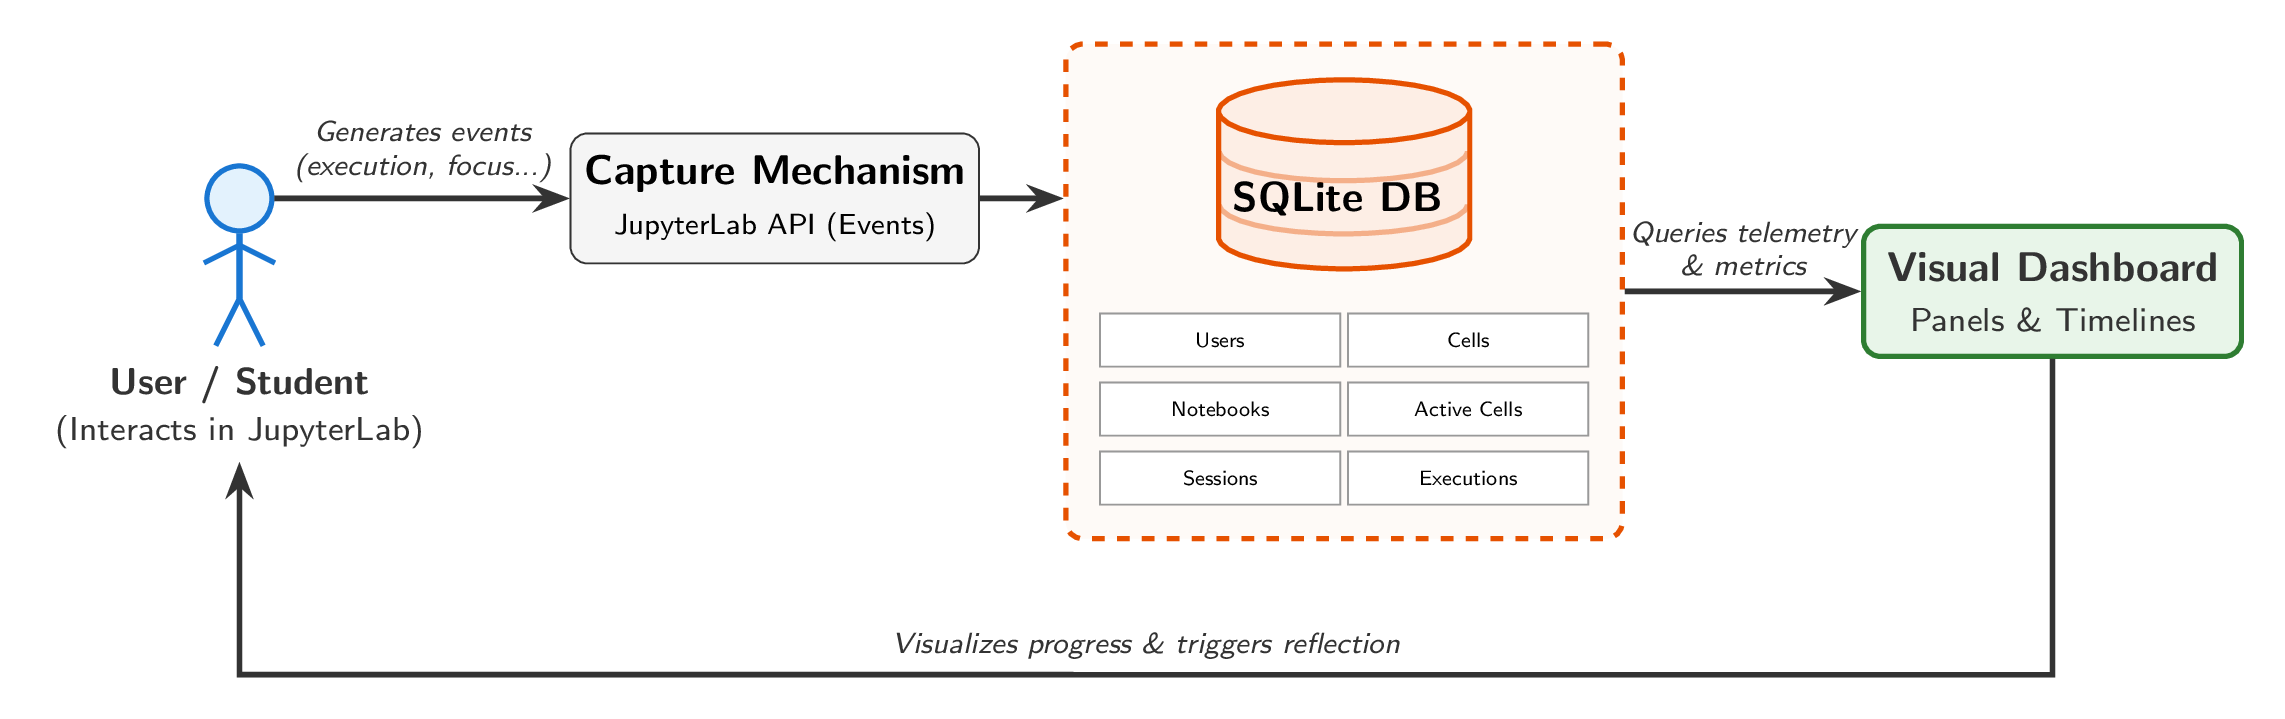 Generates events
(execution, focus...)
Capture Mechanism
JupyterLab API (Events)
SQLite DB
Users
Cells
Notebooks
Active Cells
Sessions
Executions
Queries telemetry
& metrics
Visual Dashboard
Panels & Timelines
User / Student
(Interacts in JupyterLab)
Visualizes progress & triggers reflection